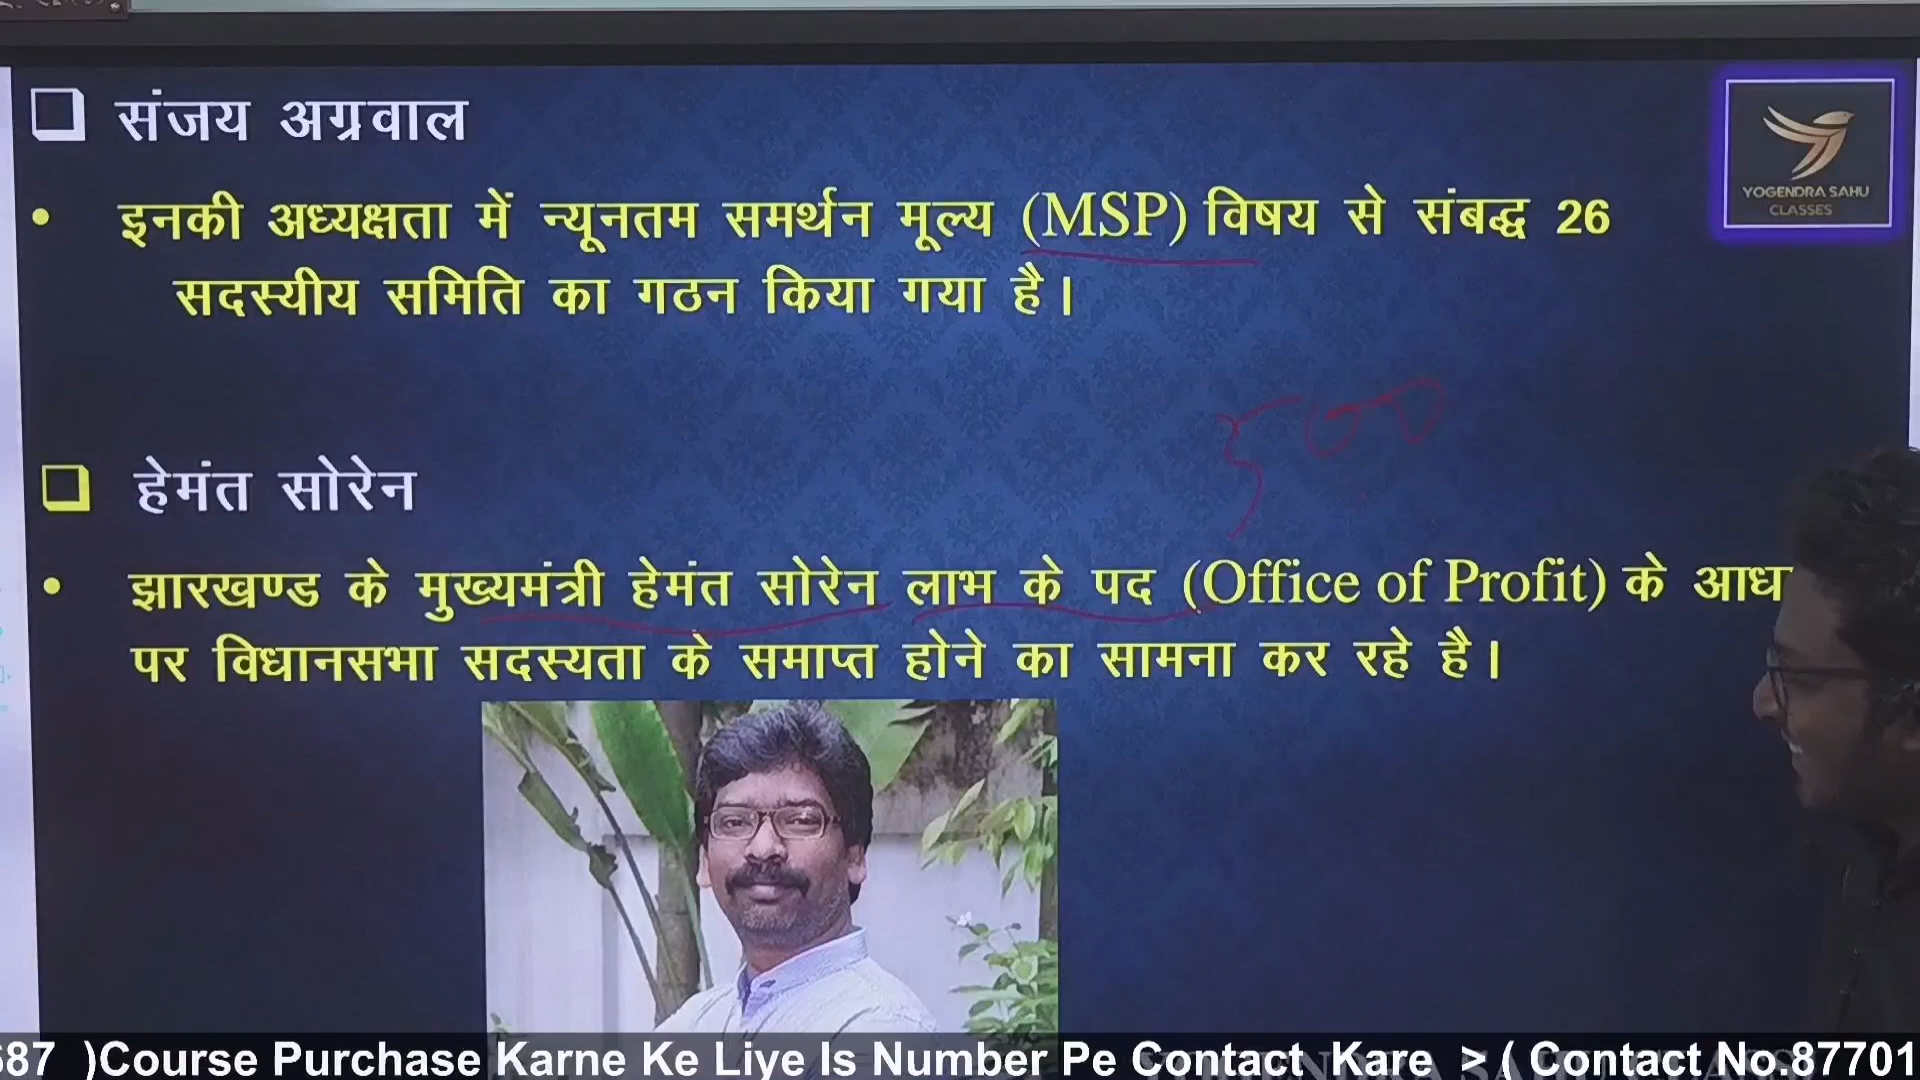 संजय अग्रवाल
YOGENDRA SAHU
CLASSES
• इनकी अध्यक्षता में न्यूनतम समर्थन मूल्य (MSP) विषय से संबद्ध 26
सदस्यीय समिति का गठन किया गया है।
500
हेमंत सोरेन
• झारखण्ड के मुख्यमंत्री हेमंत सोरेन लाभ के पद (Office of Profit) के
पर विधानसभा सदस्यता के समाप्त होने का सामना कर रहे है।
687 )Course Purchase Karne Ke Liye Is Number Pe Contact Kare > ( Contact No.87701